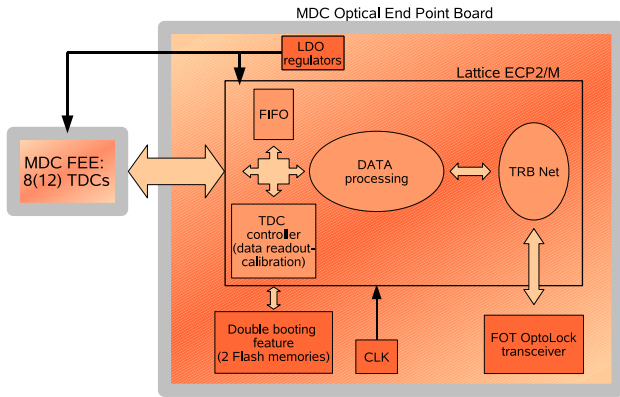 MDC Optical End Point Board
LDO
regulators
Lattice ECP2/M
FIFO
MDC FEE:
8(12) TDCs
DATA
processing
TRB Net
TDC
controller
(data readout-
calibration)
Double booting
feature
(2 Flash memories)
CLK
FOT OptoLock
transceiver